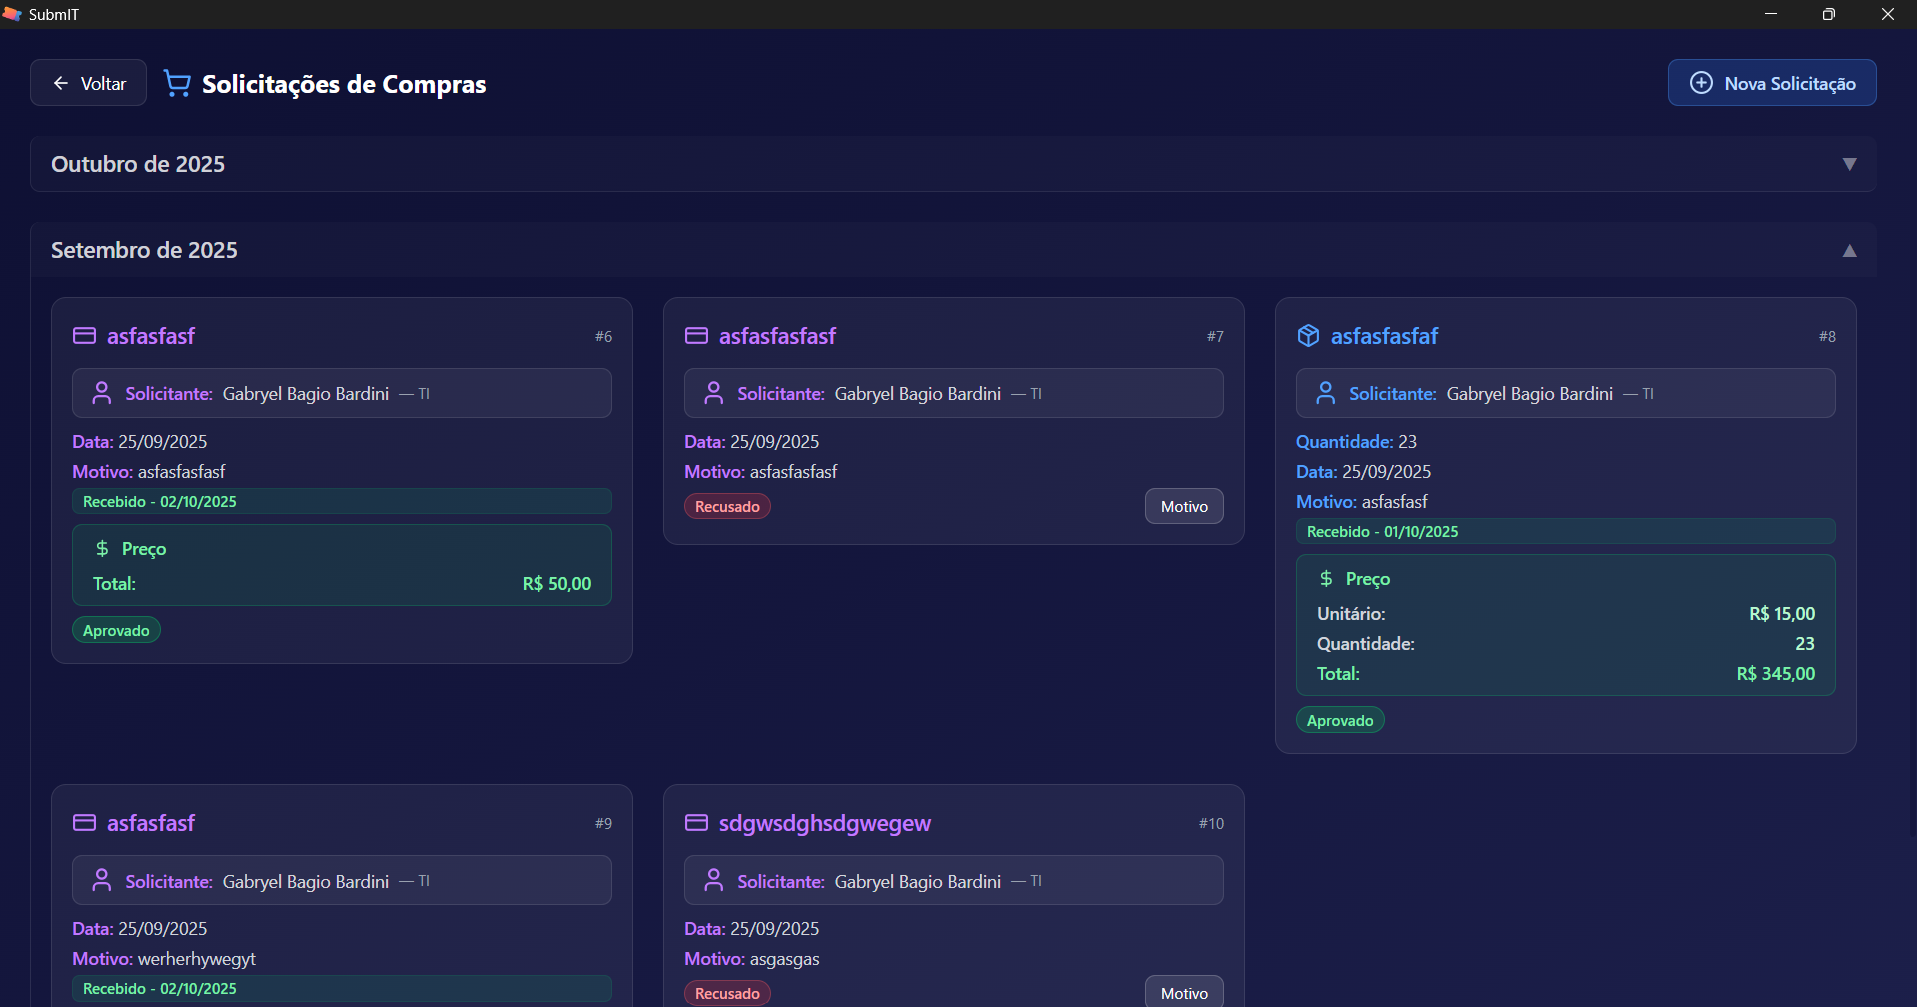 SubmIT
Voltar
Solicitações de Compras
Nova Solicitação
Outubro de 2025
Setembro de 2025
asfasfasf
#6
Solicitante: Gabryel Bagio Bardini — TI
Data: 25/09/2025
Motivo: asfasfasfasf
Recebido - 02/10/2025
$ Preço
Total: R$ 50,00
Aprovado
asfasfasfasf
#7
Solicitante: Gabryel Bagio Bardini — TI
Data: 25/09/2025
Motivo: asfasfasfasf
Recusado
Motivo
asfasfasfaf
#8
Solicitante: Gabryel Bagio Bardini — TI
Quantidade: 23
Data: 25/09/2025
Motivo: asfasfasf
Recebido - 01/10/2025
$ Preço
Unitário: R$ 15,00
Quantidade: 23
Total: R$ 345,00
Aprovado
asfasfasf
#9
Solicitante: Gabryel Bagio Bardini — TI
Data: 25/09/2025
Motivo: werherhywegyt
Recebido - 02/10/2025
sdgwsdghsdgwegew
#10
Solicitante: Gabryel Bagio Bardini — TI
Data: 25/09/2025
Motivo: asgasgas
Recusado
Motivo